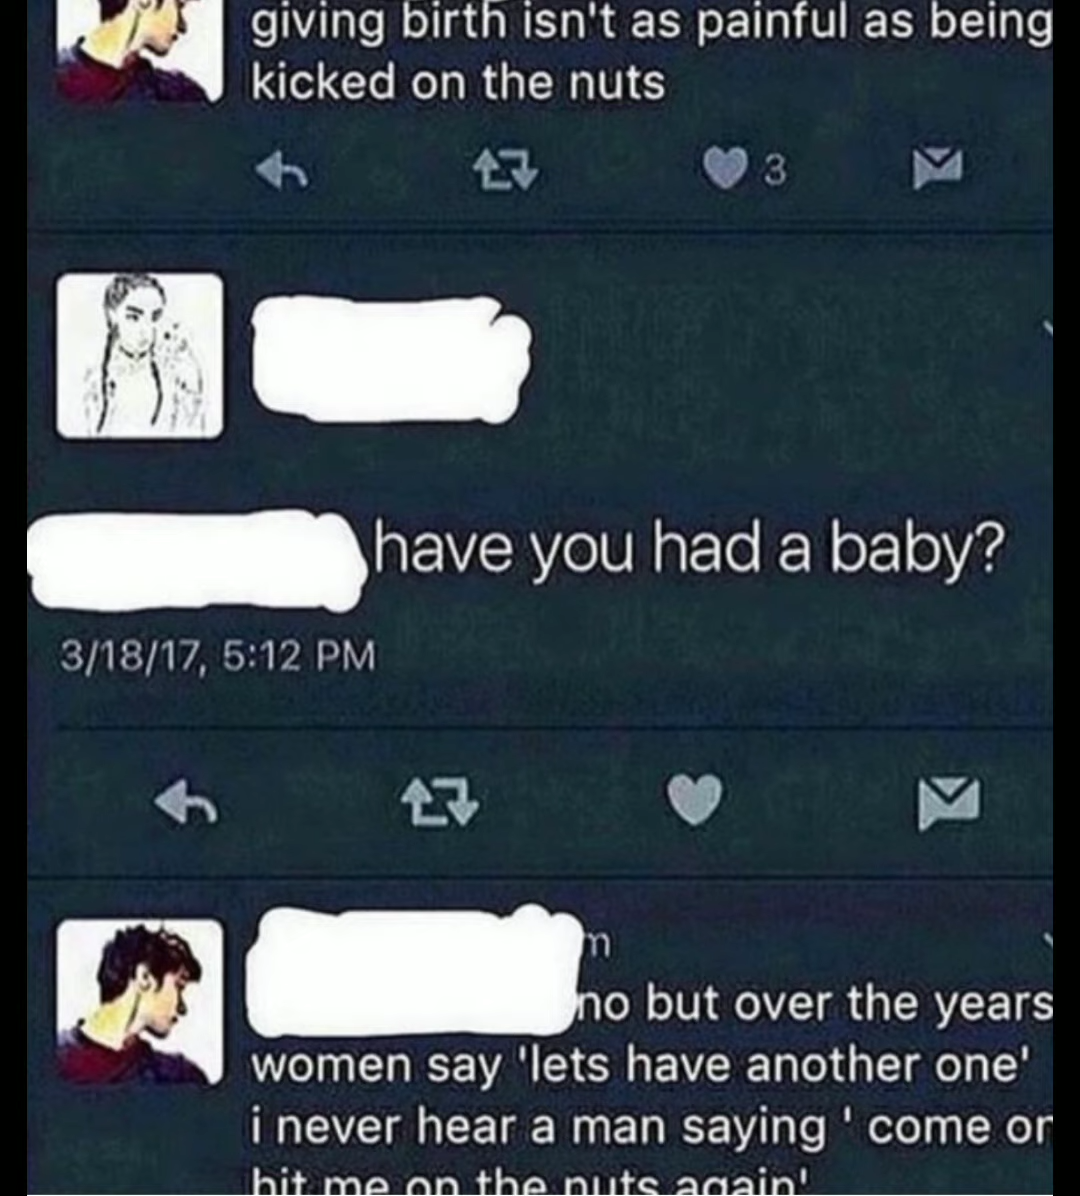 giving birth isn't as painful as being
kicked on the nuts
3
have you had a baby?
3/18/17, 5:12 PM
m
no but over the years
women say 'lets have another one'
i never hear a man saying ' come on
hit me on the nuts again'